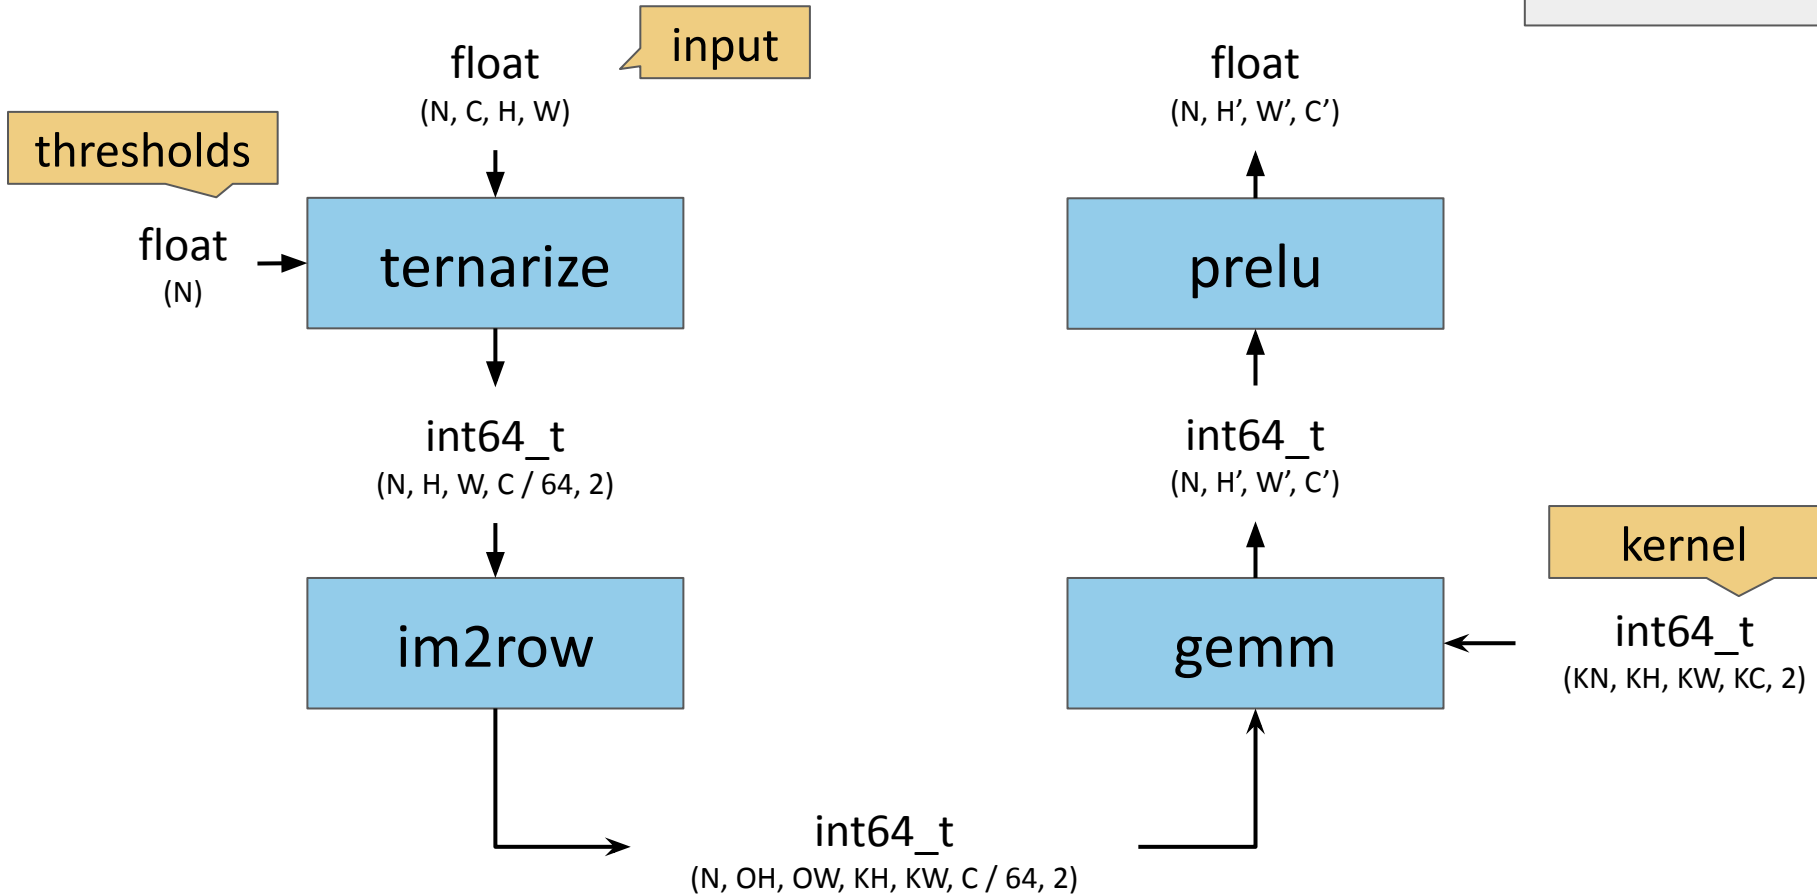 input
float
(N, C, H, W)
thresholds
float
(N)
ternarize
int64_t
(N, H, W, C / 64, 2)
im2row
int64_t
(N, OH, OW, KH, KW, C / 64, 2)
float
(N, H’, W’, C’)
prelu
int64_t
(N, H’, W’, C’)
gemm
kernel
int64_t
(KN, KH, KW, KC, 2)